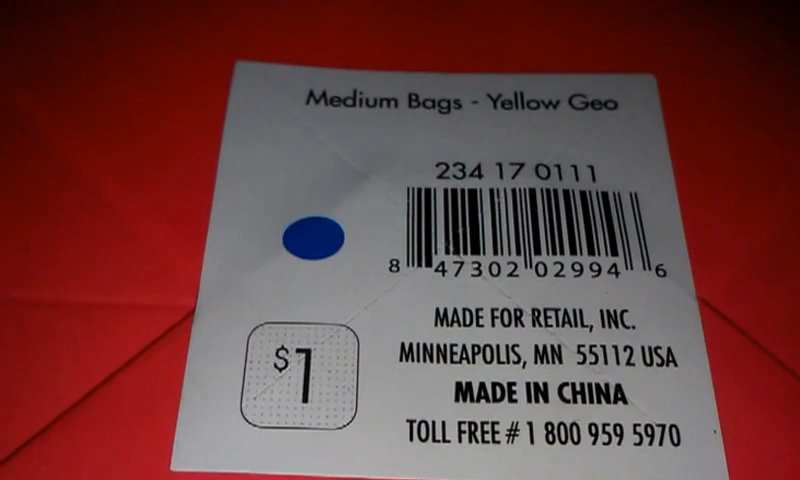 Medium Bags - Yellow Geo
234 17 0111
8 47302 02994 6
$1
MADE FOR RETAIL, INC.
MINNEAPOLIS, MN 55112 USA
MADE IN CHINA
TOLL FREE # 1 800 959 5970